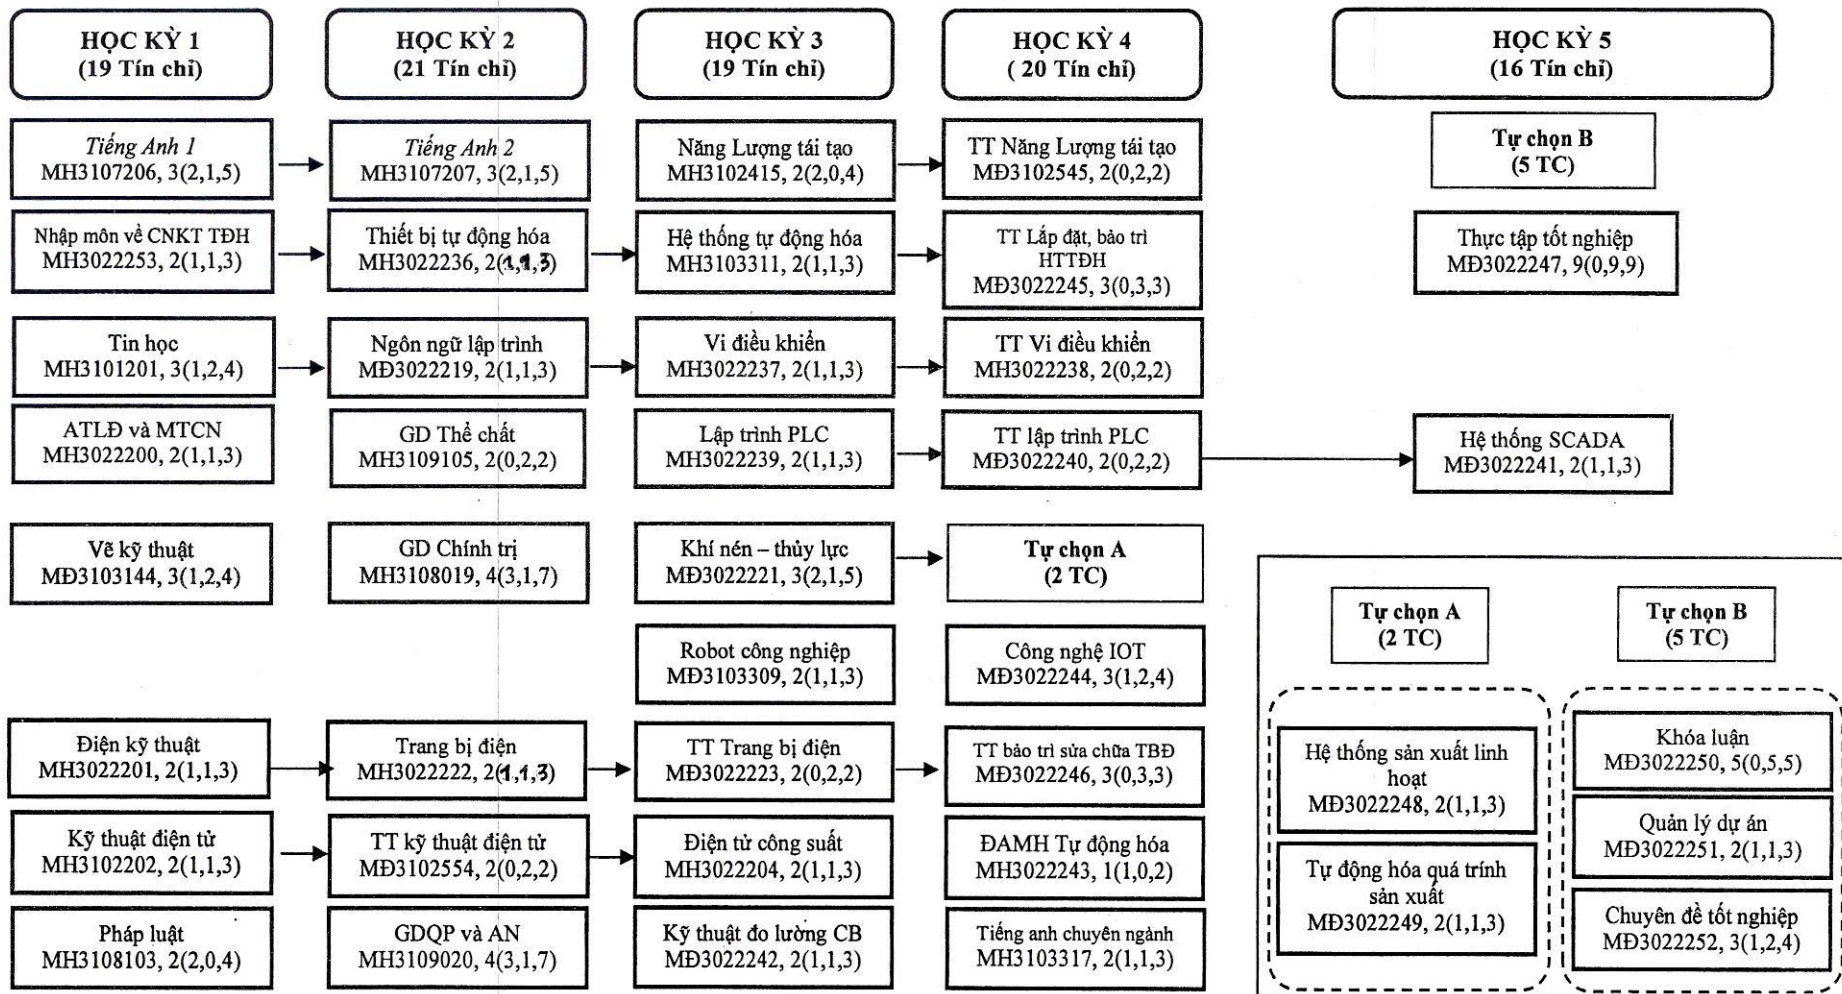 HỌC KỲ 1
(19 Tín chỉ)
HỌC KỲ 2
(21 Tín chỉ)
HỌC KỲ 3
(19 Tín chỉ)
HỌC KỲ 4
( 20 Tín chỉ)
HỌC KỲ 5
(16 Tín chỉ)
Tiếng Anh 1
MH3107206, 3(2,1,5)
Tiếng Anh 2
MH3107207, 3(2,1,5)
Năng Lượng tái tạo
MH3102415, 2(2,0,4)
TT Năng Lượng tái tạo
MĐ3102545, 2(0,2,2)
Tự chọn B
(5 TC)
Nhập môn về CNKT TĐH
MH3022253, 2(1,1,3)
Thiết bị tự động hóa
MH3022236, 2(1,1,3)
Hệ thống tự động hóa
MH3103311, 2(1,1,3)
TT Lắp đặt, bảo trì
HTTĐH
MĐ3022245, 3(0,3,3)
Thực tập tốt nghiệp
MĐ3022247, 9(0,9,9)
Tin học
MH3101201, 3(1,2,4)
Ngôn ngữ lập trình
MĐ3022219, 2(1,1,3)
Vi điều khiển
MH3022237, 2(1,1,3)
TT Vi điều khiển
MH3022238, 2(0,2,2)
ATLĐ và MTCN
MH3022200, 2(1,1,3)
GD Thể chất
MH3109105, 2(0,2,2)
Lập trình PLC
MH3022239, 2(1,1,3)
TT lập trình PLC
MĐ3022240, 2(0,2,2)
Hệ thống SCADA
MĐ3022241, 2(1,1,3)
Vẽ kỹ thuật
MĐ3103144, 3(1,2,4)
GD Chính trị
MH3108019, 4(3,1,7)
Khí nén – thủy lực
MĐ3022221, 3(2,1,5)
Tự chọn A
(2 TC)
Robot công nghiệp
MĐ3103309, 2(1,1,3)
Công nghệ IOT
MĐ3022244, 3(1,2,4)
Điện kỹ thuật
MH3022201, 2(1,1,3)
Trang bị điện
MH3022222, 2(1,1,3)
TT Trang bị điện
MĐ3022223, 2(0,2,2)
TT bảo trì sửa chữa TBĐ
MĐ3022246, 3(0,3,3)
Kỹ thuật điện tử
MH3102202, 2(1,1,3)
TT kỹ thuật điện tử
MĐ3102554, 2(0,2,2)
Điện tử công suất
MH3022204, 2(1,1,3)
ĐAMH Tự động hóa
MH3022243, 1(1,0,2)
Pháp luật
MH3108103, 2(2,0,4)
GDQP và AN
MH3109020, 4(3,1,7)
Kỹ thuật đo lường CB
MĐ3022242, 2(1,1,3)
Tiếng anh chuyên ngành
MH3103317, 2(1,1,3)
Tự chọn A
(2 TC)
Hệ thống sản xuất linh
hoạt
MĐ3022248, 2(1,1,3)
Tự động hóa quá trính
sản xuất
MĐ3022249, 2(1,1,3)
Tự chọn B
(5 TC)
Khóa luận
MĐ3022250, 5(0,5,5)
Quản lý dự án
MĐ3022251, 2(1,1,3)
Chuyên đề tốt nghiệp
MĐ3022252, 3(1,2,4)